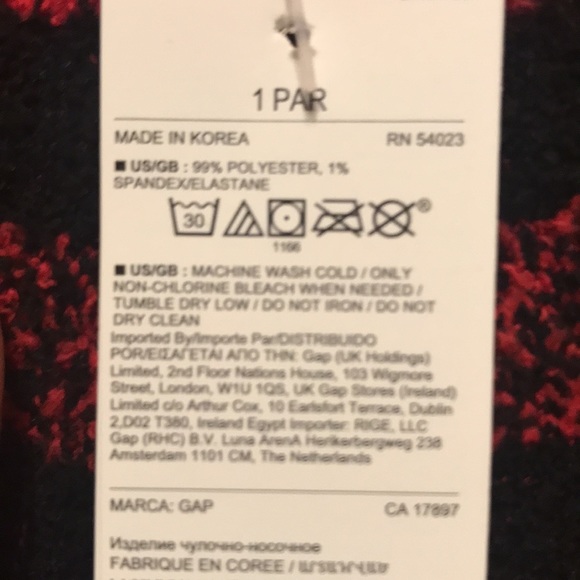 1 PAR
MADE IN KOREA RN 54023
■ US/GB : 99% POLYESTER, 1%
SPANDEX/ELASTANE
30
®
1166
■ US/GB : MACHINE WASH COLD / ONLY
NON-CHLORINE BLEACH WHEN NEEDED /
TUMBLE DRY LOW / DO NOT IRON / DO NOT
DRY CLEAN
Imported By/Importe Par/DISTRIBUIDO
POR/ΕΙΣΑΓΕΤΑΙ ΑΠΟ ΤΗΝ: Gap (UK Holdings)
Limited, 2nd Floor Nations House, 103 Wigmore
Street, London, W1U 1QS, UK Gap Stores (Ireland)
Limited c/o Arthur Cox, 10 Earlsfort Terrace, Dublin
2,D02 T380, Ireland Egypt Importer: RIGE, LLC
Gap (RHC) B.V. Luna ArenA Herikerbergweg 238
Amsterdam 1101 CM, The Netherlands
MARCA: GAP CA 17897
Изделие чулочно-носочное
FABRIQUE EN COREE /